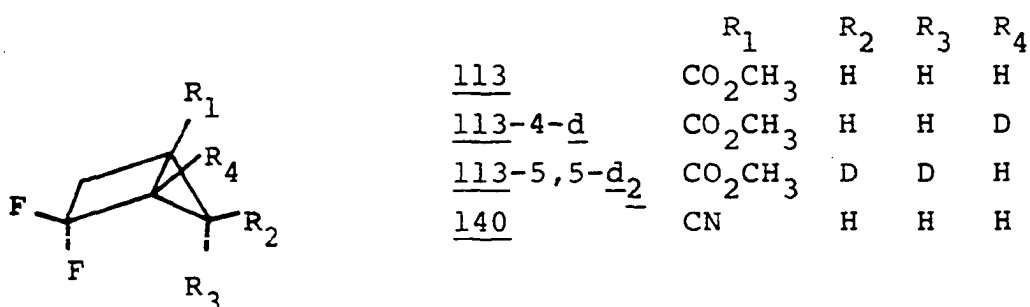 R1 R2 R3 R4
113 CO2CH3 H H H
113-4-d CO2CH3 H H D
113-5,5-d2 CO2CH3 D D H
140 CN H H H
R1
R4
F
R2
F
R3